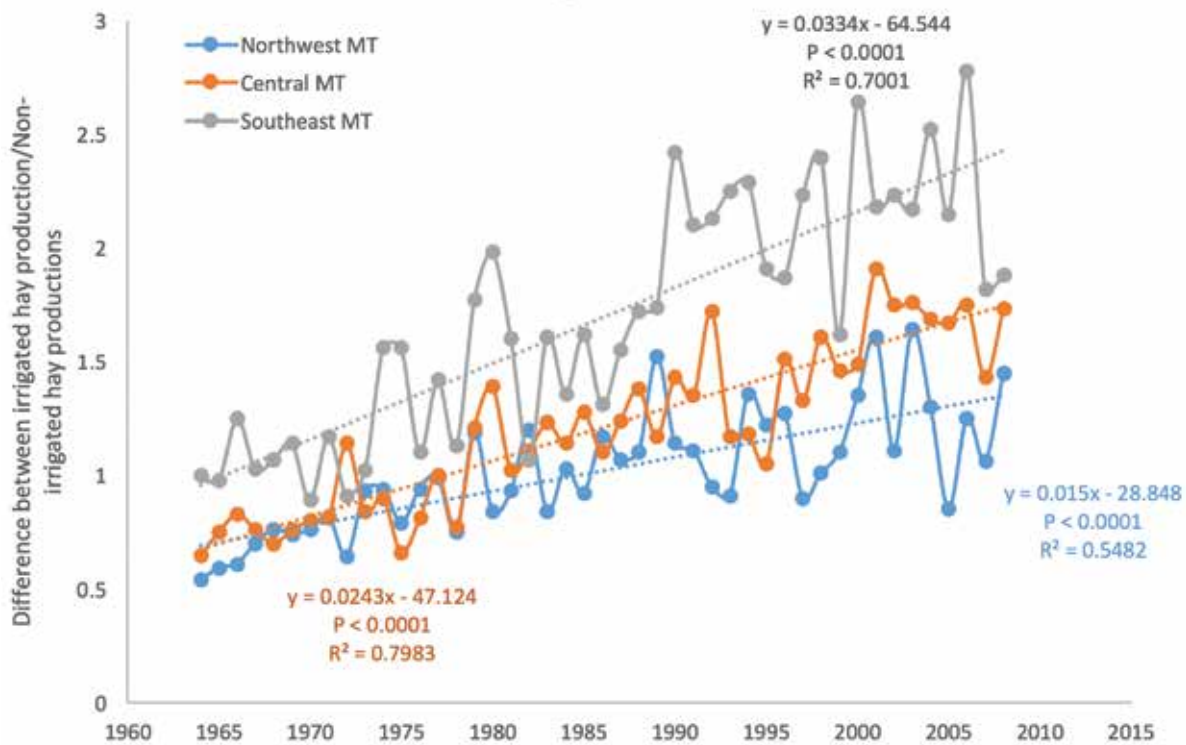 Difference between irrigated hay production/Non-
irrigated hay productions
3
2.5
2
1.5
1
0.5
0
Northwest MT
Central MT
Southeast MT
y = 0.0334x - 64.544
P < 0.0001
R² = 0.7001
y = 0.015x - 28.848
P < 0.0001
R² = 0.5482
y = 0.0243x - 47.124
P < 0.0001
R² = 0.7983
1960 1965 1970 1975 1980 1985 1990 1995 2000 2005 2010 2015